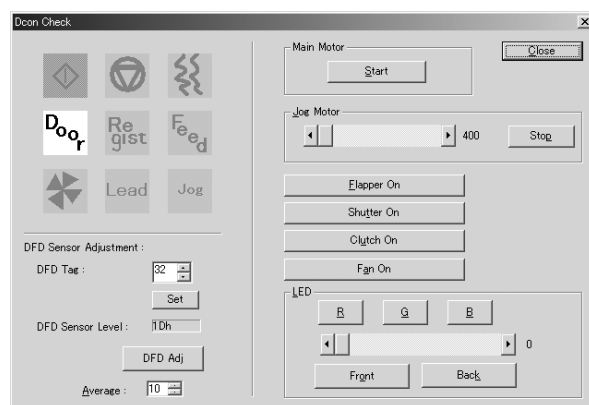 Dcon Check
Door
Regist
Feed
Lead
Jog
DFD Sensor Adjustment :
DFD Tag :
32
Set
DFD Sensor Level :
1Dh
DFD Adj
Average :
10
Main Motor
Start
Close
Jog Motor
400
Stop
Flapper On
Shutter On
Clutch On
Fan On
LED
R
G
B
0
Front
Back